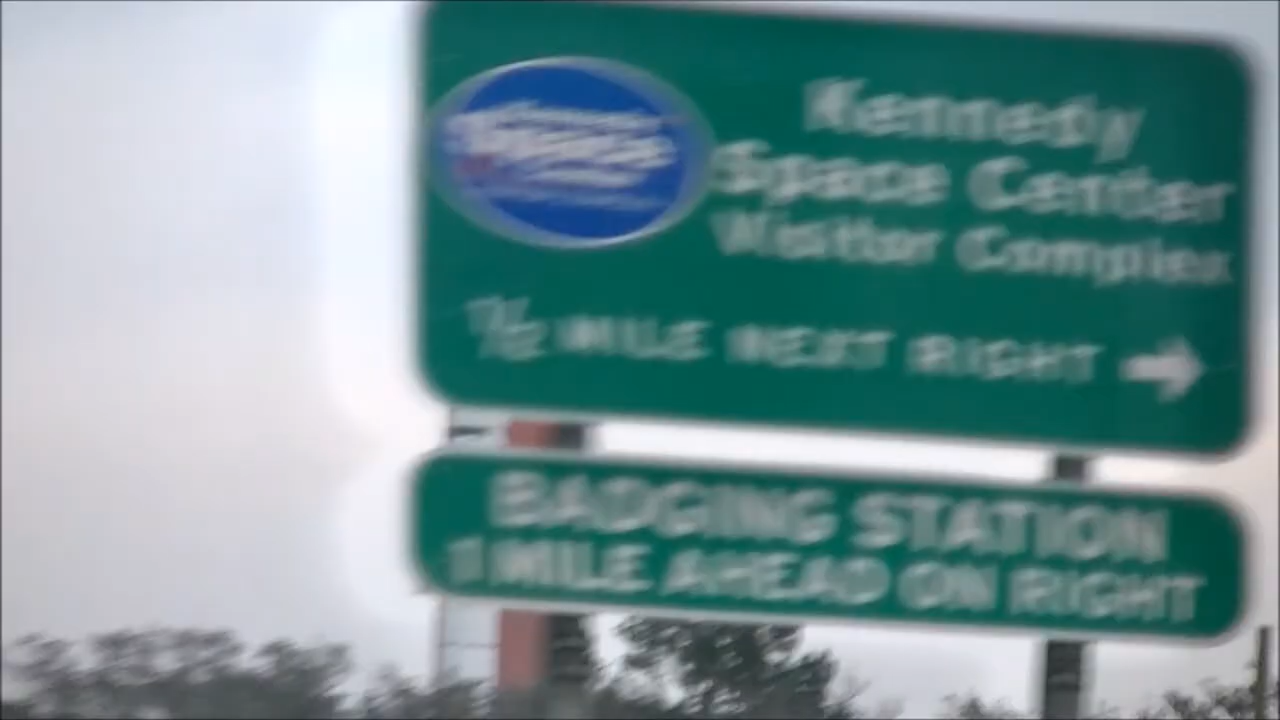 Kennedy
Space Center
Visitor Complex
1/2 MILE NEXT RIGHT
BADGING STATION
1 MILE AHEAD ON RIGHT